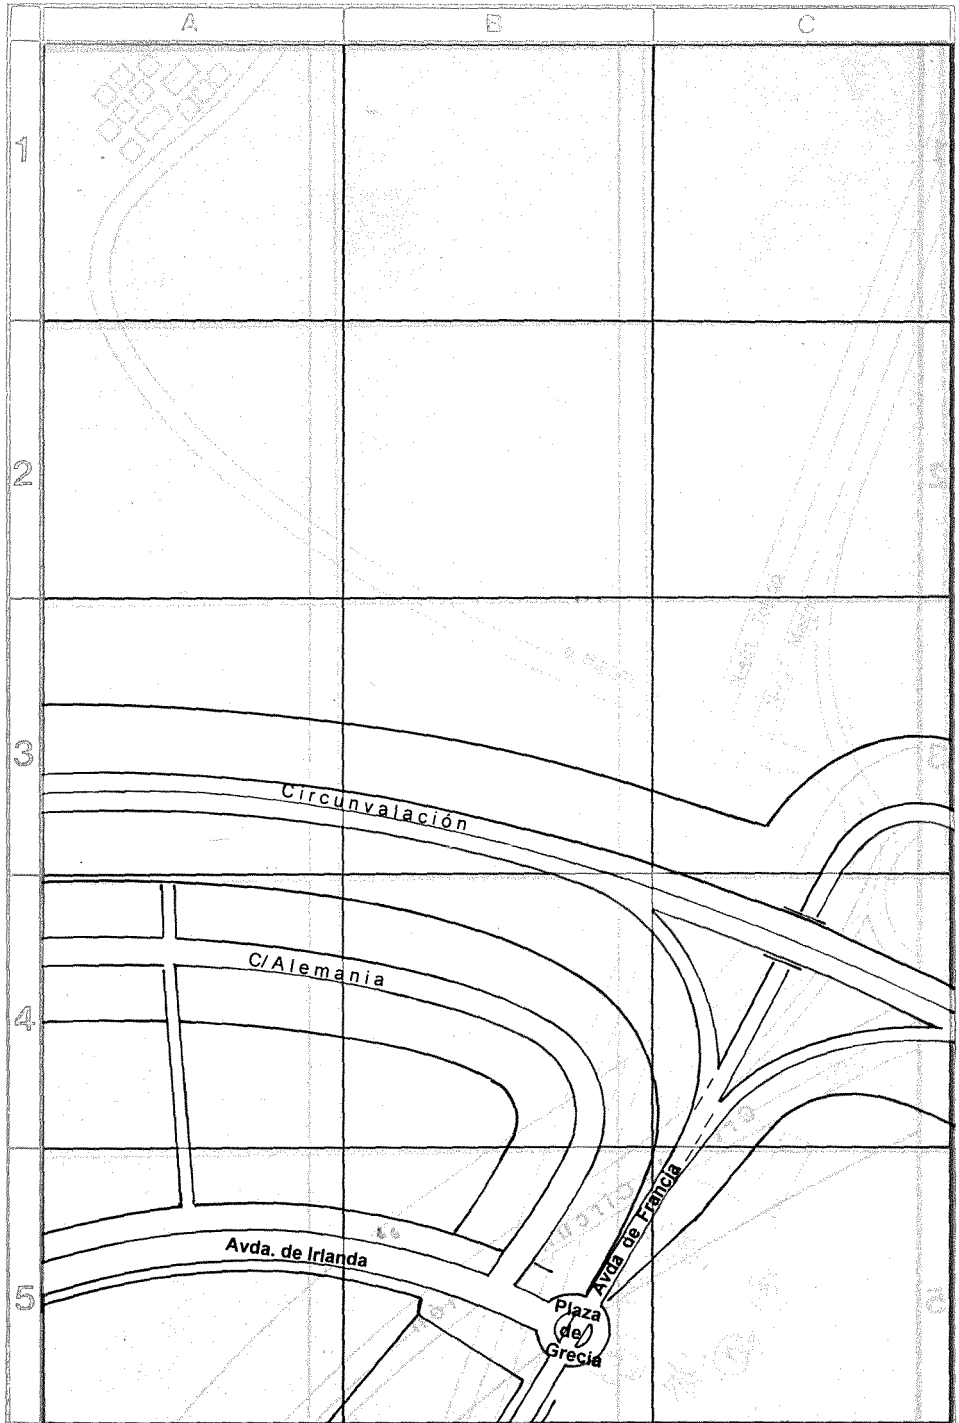 A B C
1
2
3
Circunvalación
C/Alemania
4
Avda. de Francia
Avda. de Irlanda
5
Plaza
de
Grecia